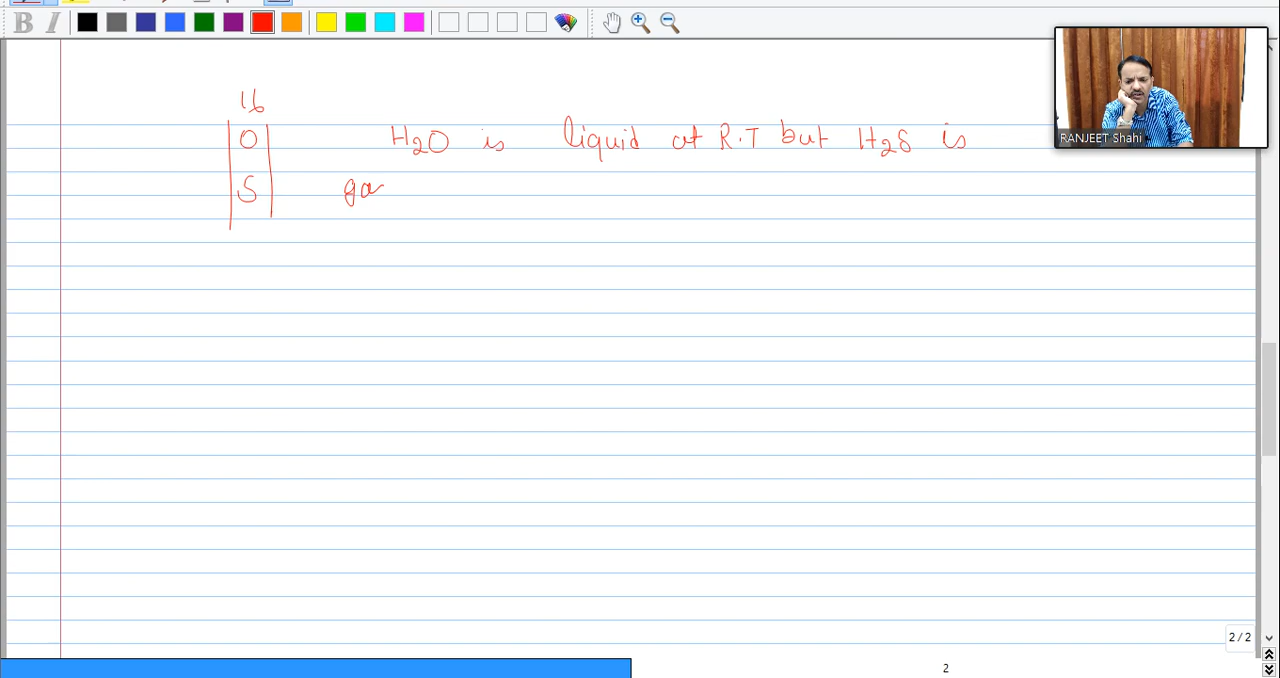 B I
16
O H2O is liquid at R.T but H2S is
S ga
RANJEET Shahi
2 / 2
2